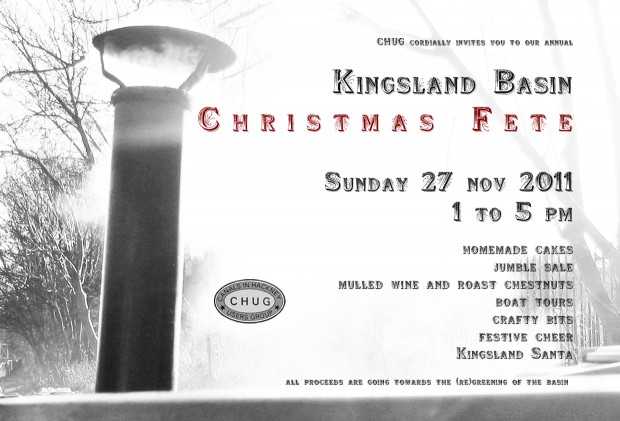 CHUG cordially invites you to our annual
Kingsland Basin
Christmas Fete
Sunday 27 nov 2011
1 to 5 pm
homemade cakes
jumble sale
mulled wine and roast chestnuts
boat tours
crafty bits
festive cheer
Kingsland Santa
CANALS IN HACKNEY
CHUG
USERS GROUP
all proceeds are going towards the (re)greening of the basin